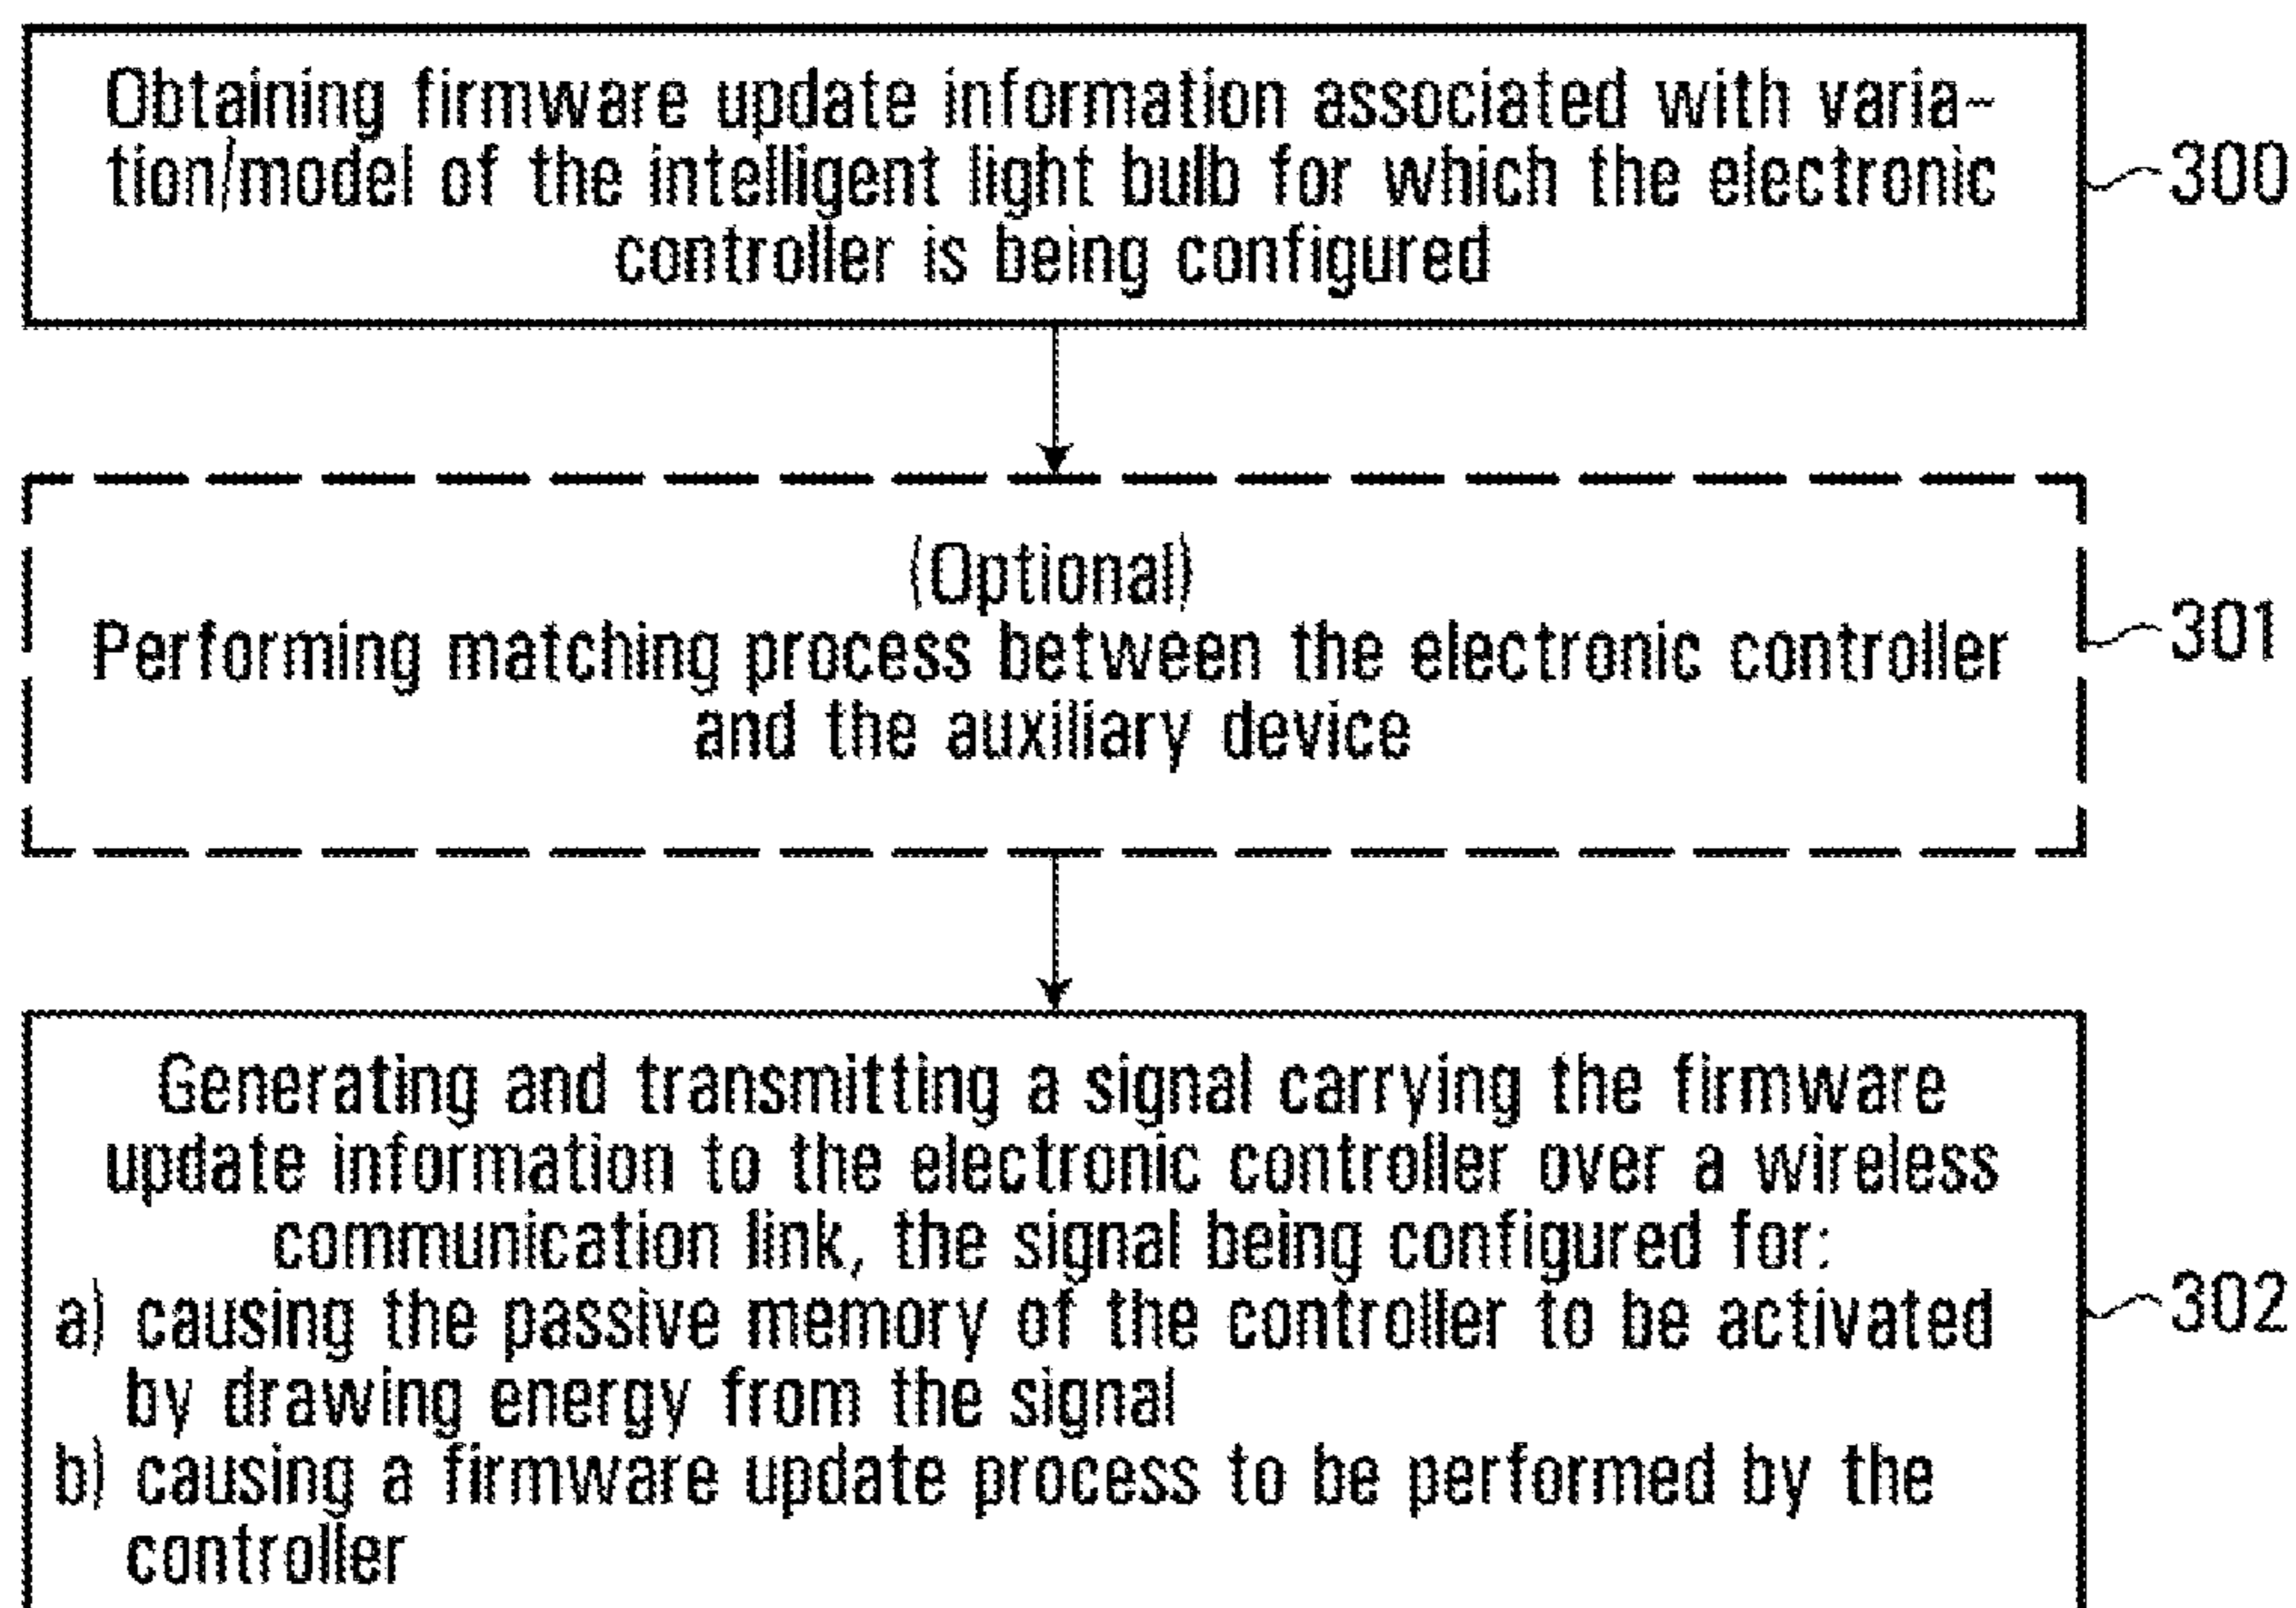 Obtaining firmware update information associated with varia-
tion/model of the intelligent light bulb for which the electronic
controller is being configured
300
(Optional)
Performing matching process between the electronic controller
and the auxiliary device
301
Generating and transmitting a signal carrying the firmware
update information to the electronic controller over a wireless
communication link, the signal being configured for:
a) causing the passive memory of the controller to be activated
by drawing energy from the signal
b) causing a firmware update process to be performed by the
controller
302